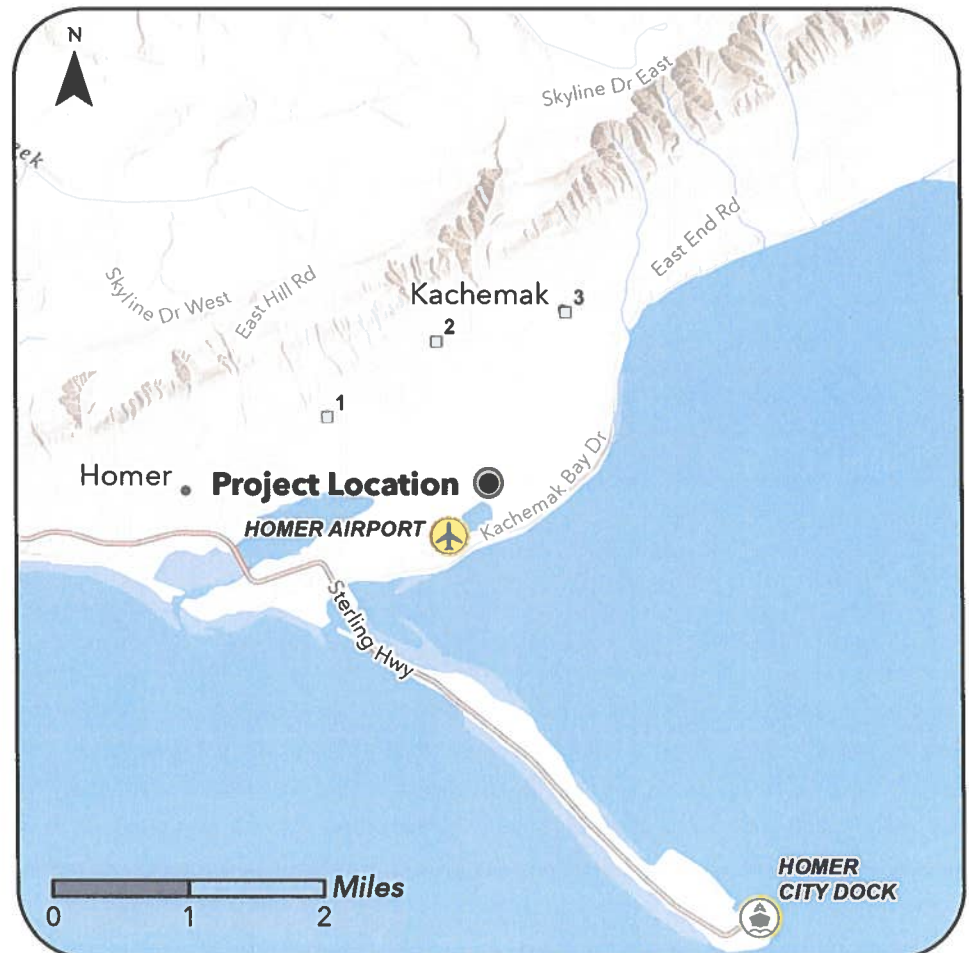 N
Skyline Dr East
eek
East End Rd
Skyline Dr West
East Hill Rd
Kachemak
3
2
1
Homer
Project Location
Kachemak Bay Dr
HOMER AIRPORT
Sterling Hwy
HOMER
CITY DOCK
Miles
0 1 2